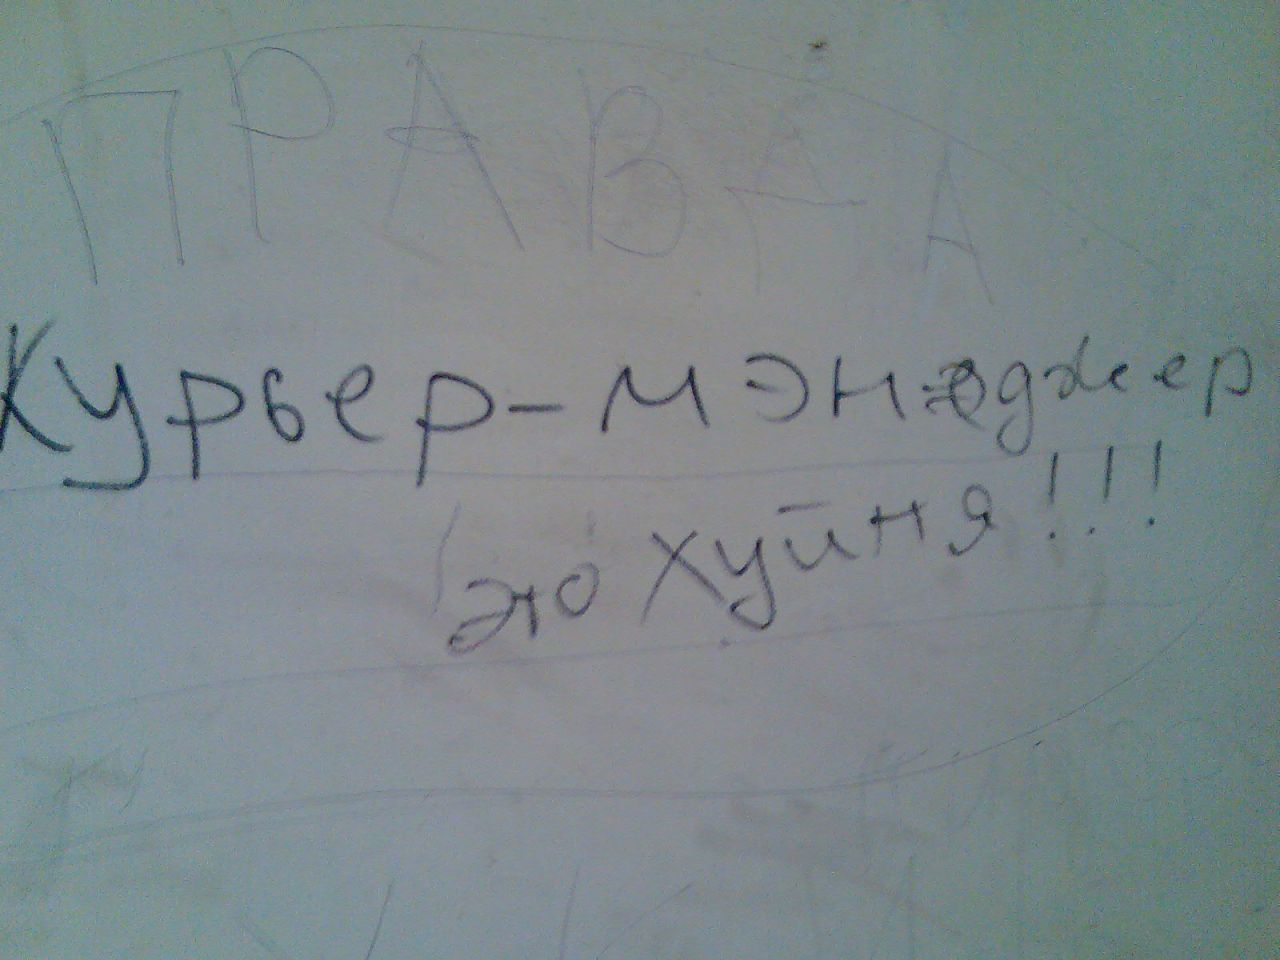 ПРАВДА
Курьер-мэнеджер
это хуйня!!!